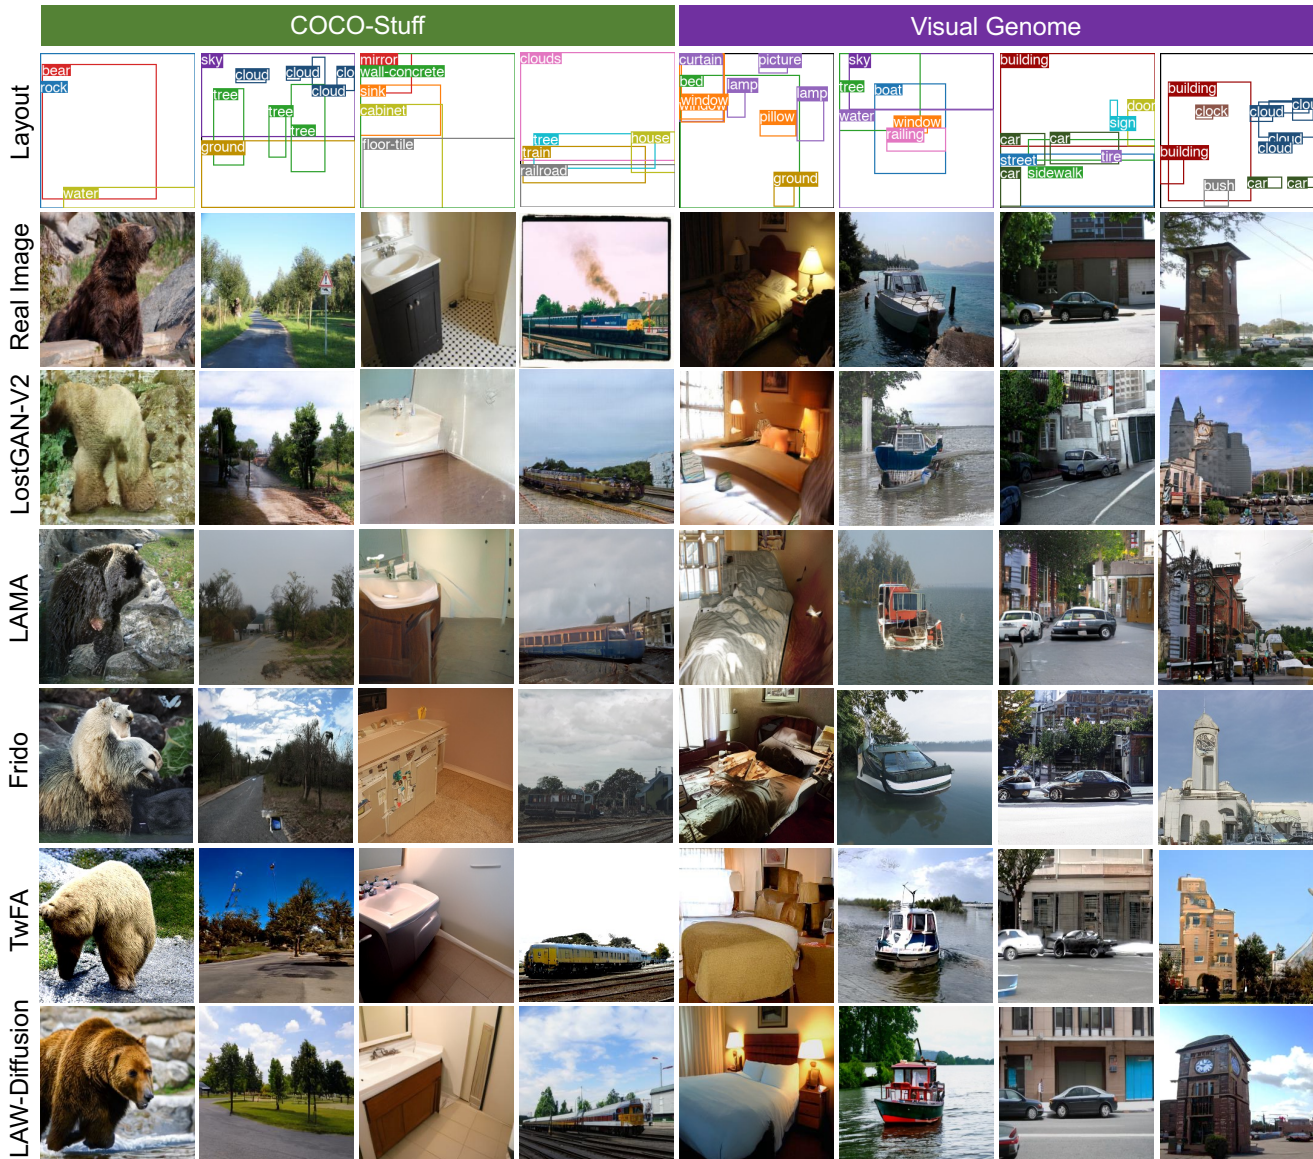 COCO-Stuff
Visual Genome
Layout
bear
rock
water
sky
cloud
cloud
clo
cloud
tree
tree
tree
ground
mirror
wall-concrete
sink
cabinet
floor-tile
clouds
tree
house
train
railroad
curtain
picture
bed
lamp
lamp
window
pillow
ground
sky
tree
boat
water
window
railing
building
door
sign
car
car
street
tire
car
sidewalk
building
clock
cloud
clou
cloud
cloud
building
bush
car
car
Real Image
LostGAN-V2
LAMA
Frido
TwFA
LAW-Diffusion